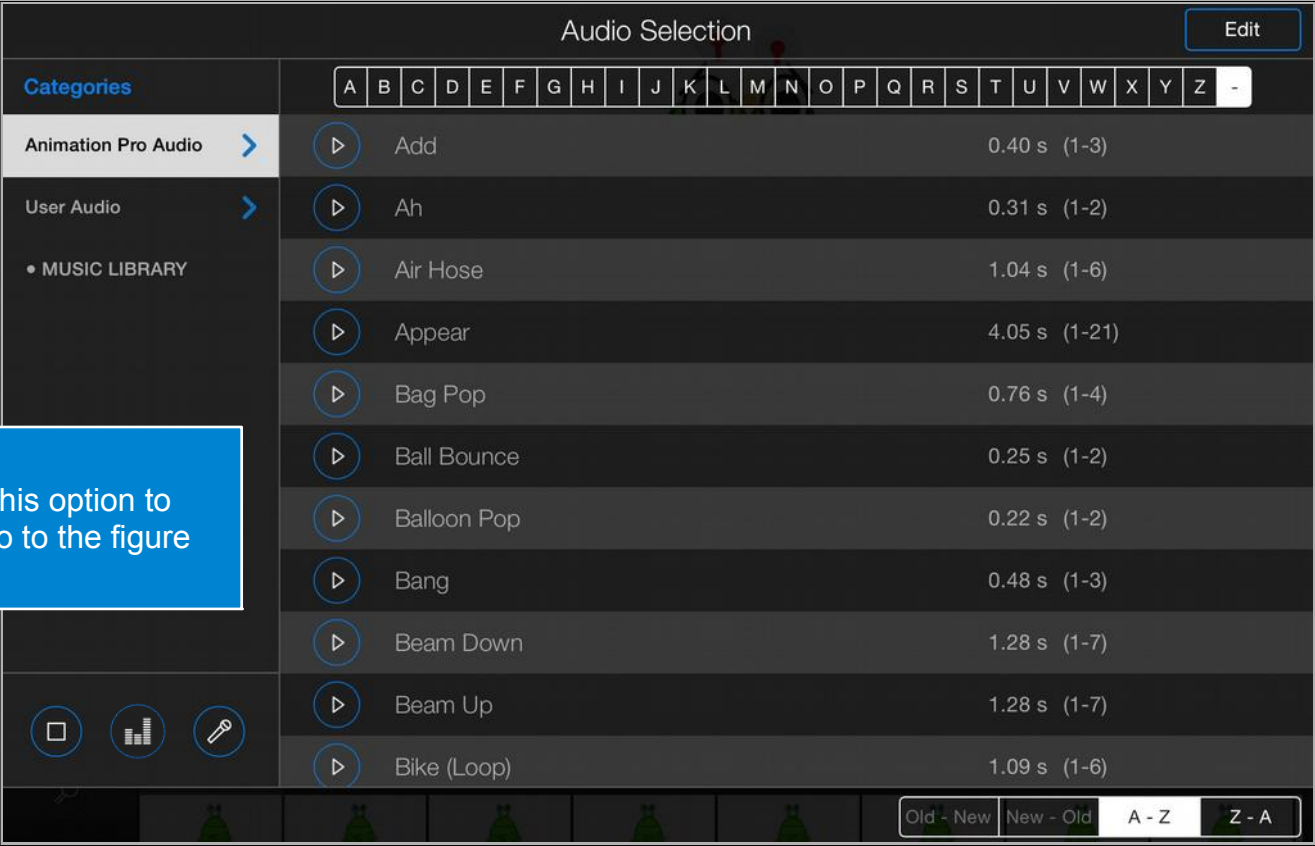 Audio Selection
Edit
Categories
A B C D E F G H I J K L M N O P Q R S T U V W X Y Z -
Animation Pro Audio
User Audio
• MUSIC LIBRARY
Add 0.40 s (1-3)
Ah 0.31 s (1-2)
Air Hose 1.04 s (1-6)
Appear 4.05 s (1-21)
Bag Pop 0.76 s (1-4)
Ball Bounce 0.25 s (1-2)
Balloon Pop 0.22 s (1-2)
Bang 0.48 s (1-3)
Beam Down 1.28 s (1-7)
Beam Up 1.28 s (1-7)
Bike (Loop) 1.09 s (1-6)
his option to
to the figure
Old - New New - Old A - Z Z - A